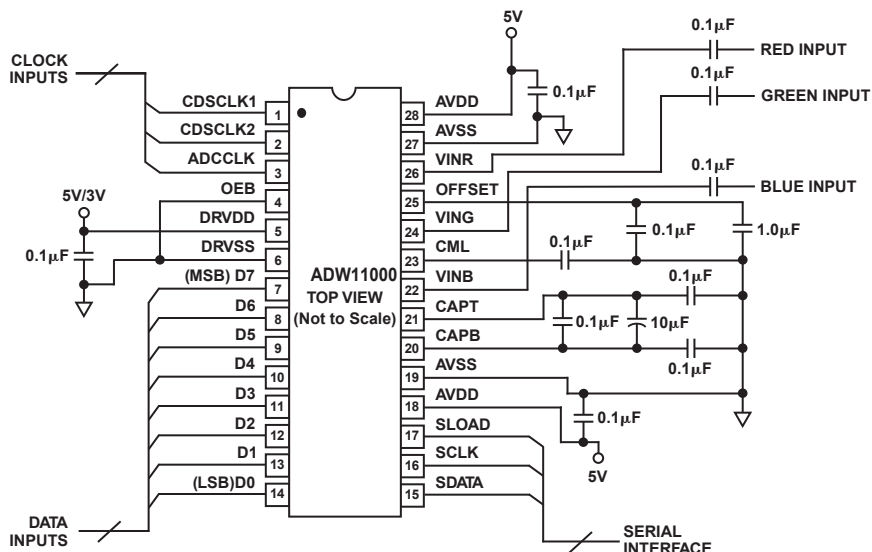 5V
0.1μF
RED INPUT
0.1μF
GREEN INPUT
0.1μF
BLUE INPUT
CLOCK
INPUTS
CDSCLK1
1
CDSCLK2
2
ADCCLK
3
OEB
4
5V/3V
DRVDD
5
0.1μF
DRVSS
6
(MSB) D7
7
D6
8
D5
9
D4
10
D3
11
D2
12
D1
13
(LSB)D0
14
DATA
INPUTS
ADW11000
TOP VIEW
(Not to Scale)
28
AVDD
0.1μF
27
AVSS
26
VINR
25
OFFSET
24
VING
0.1μF
1.0μF
23
CML
0.1μF
22
VINB
21
CAPT
0.1μF
0.1μF
10μF
20
CAPB
0.1μF
19
AVSS
18
AVDD
0.1μF
5V
17
SLOAD
16
SCLK
15
SDATA
SERIAL
INTERFACE